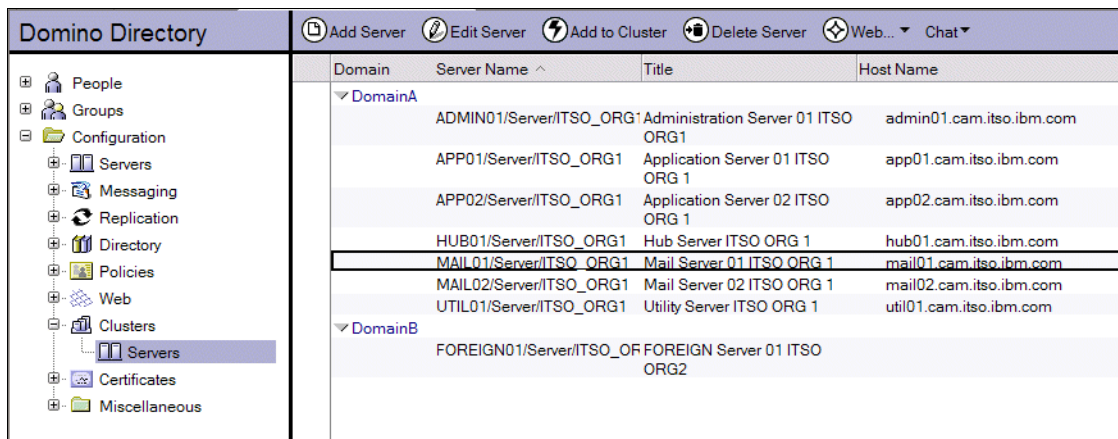 Domino Directory
Add Server Edit Server Add to Cluster Delete Server Web... Chat
People
Groups
Configuration
Servers
Messaging
Replication
Directory
Policies
Web
Clusters
Servers
Certificates
Miscellaneous
Domain Server Name Title Host Name
DomainA
ADMIN01/Server/ITSO_ORG1 Administration Server 01 ITSO admin01.cam.itso.ibm.com
ORG1
APP01/Server/ITSO_ORG1 Application Server 01 ITSO app01.cam.itso.ibm.com
ORG 1
APP02/Server/ITSO_ORG1 Application Server 02 ITSO app02.cam.itso.ibm.com
ORG 1
HUB01/Server/ITSO_ORG1 Hub Server ITSO ORG 1 hub01.cam.itso.ibm.com
MAIL01/Server/ITSO_ORG1 Mail Server 01 ITSO ORG 1 mail01.cam.itso.ibm.com
MAIL02/Server/ITSO_ORG1 Mail Server 02 ITSO ORG 1 mail02.cam.itso.ibm.com
UTIL01/Server/ITSO_ORG1 Utility Server ITSO ORG 1 util01.cam.itso.ibm.com
DomainB
FOREIGN01/Server/ITSO_OR FOREIGN Server 01 ITSO
ORG2